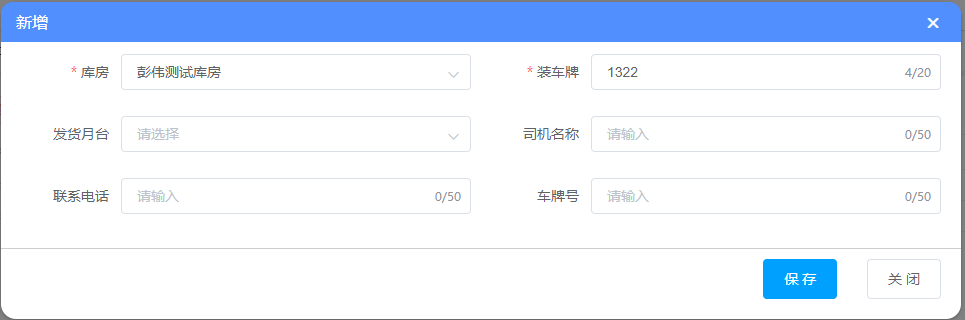 新增
* 库房 彭伟测试库房 * 装车牌 1322 4/20
发货月台 请选择 司机名称 请输入 0/50
联系电话 请输入 0/50 车牌号 请输入 0/50
保存 关闭